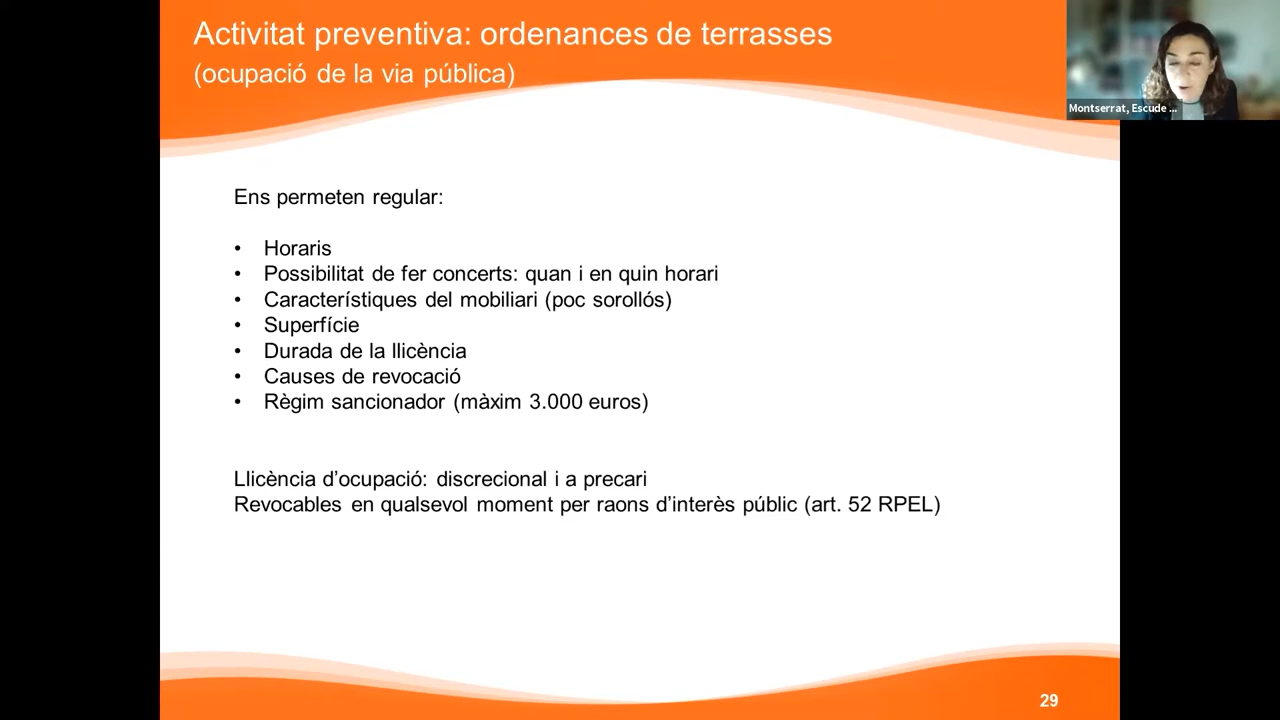 Activitat preventiva: ordenances de terrasses
(ocupació de la via pública)
Montserrat, Escude ...
Ens permeten regular:
• Horaris
• Possibilitat de fer concerts: quan i en quin horari
• Característiques del mobiliari (poc sorollós)
• Superfície
• Durada de la llicència
• Causes de revocació
• Règim sancionador (màxim 3.000 euros)
Llicència d’ocupació: discrecional i a precari
Revocables en qualsevol moment per raons d’interès públic (art. 52 RPEL)
29